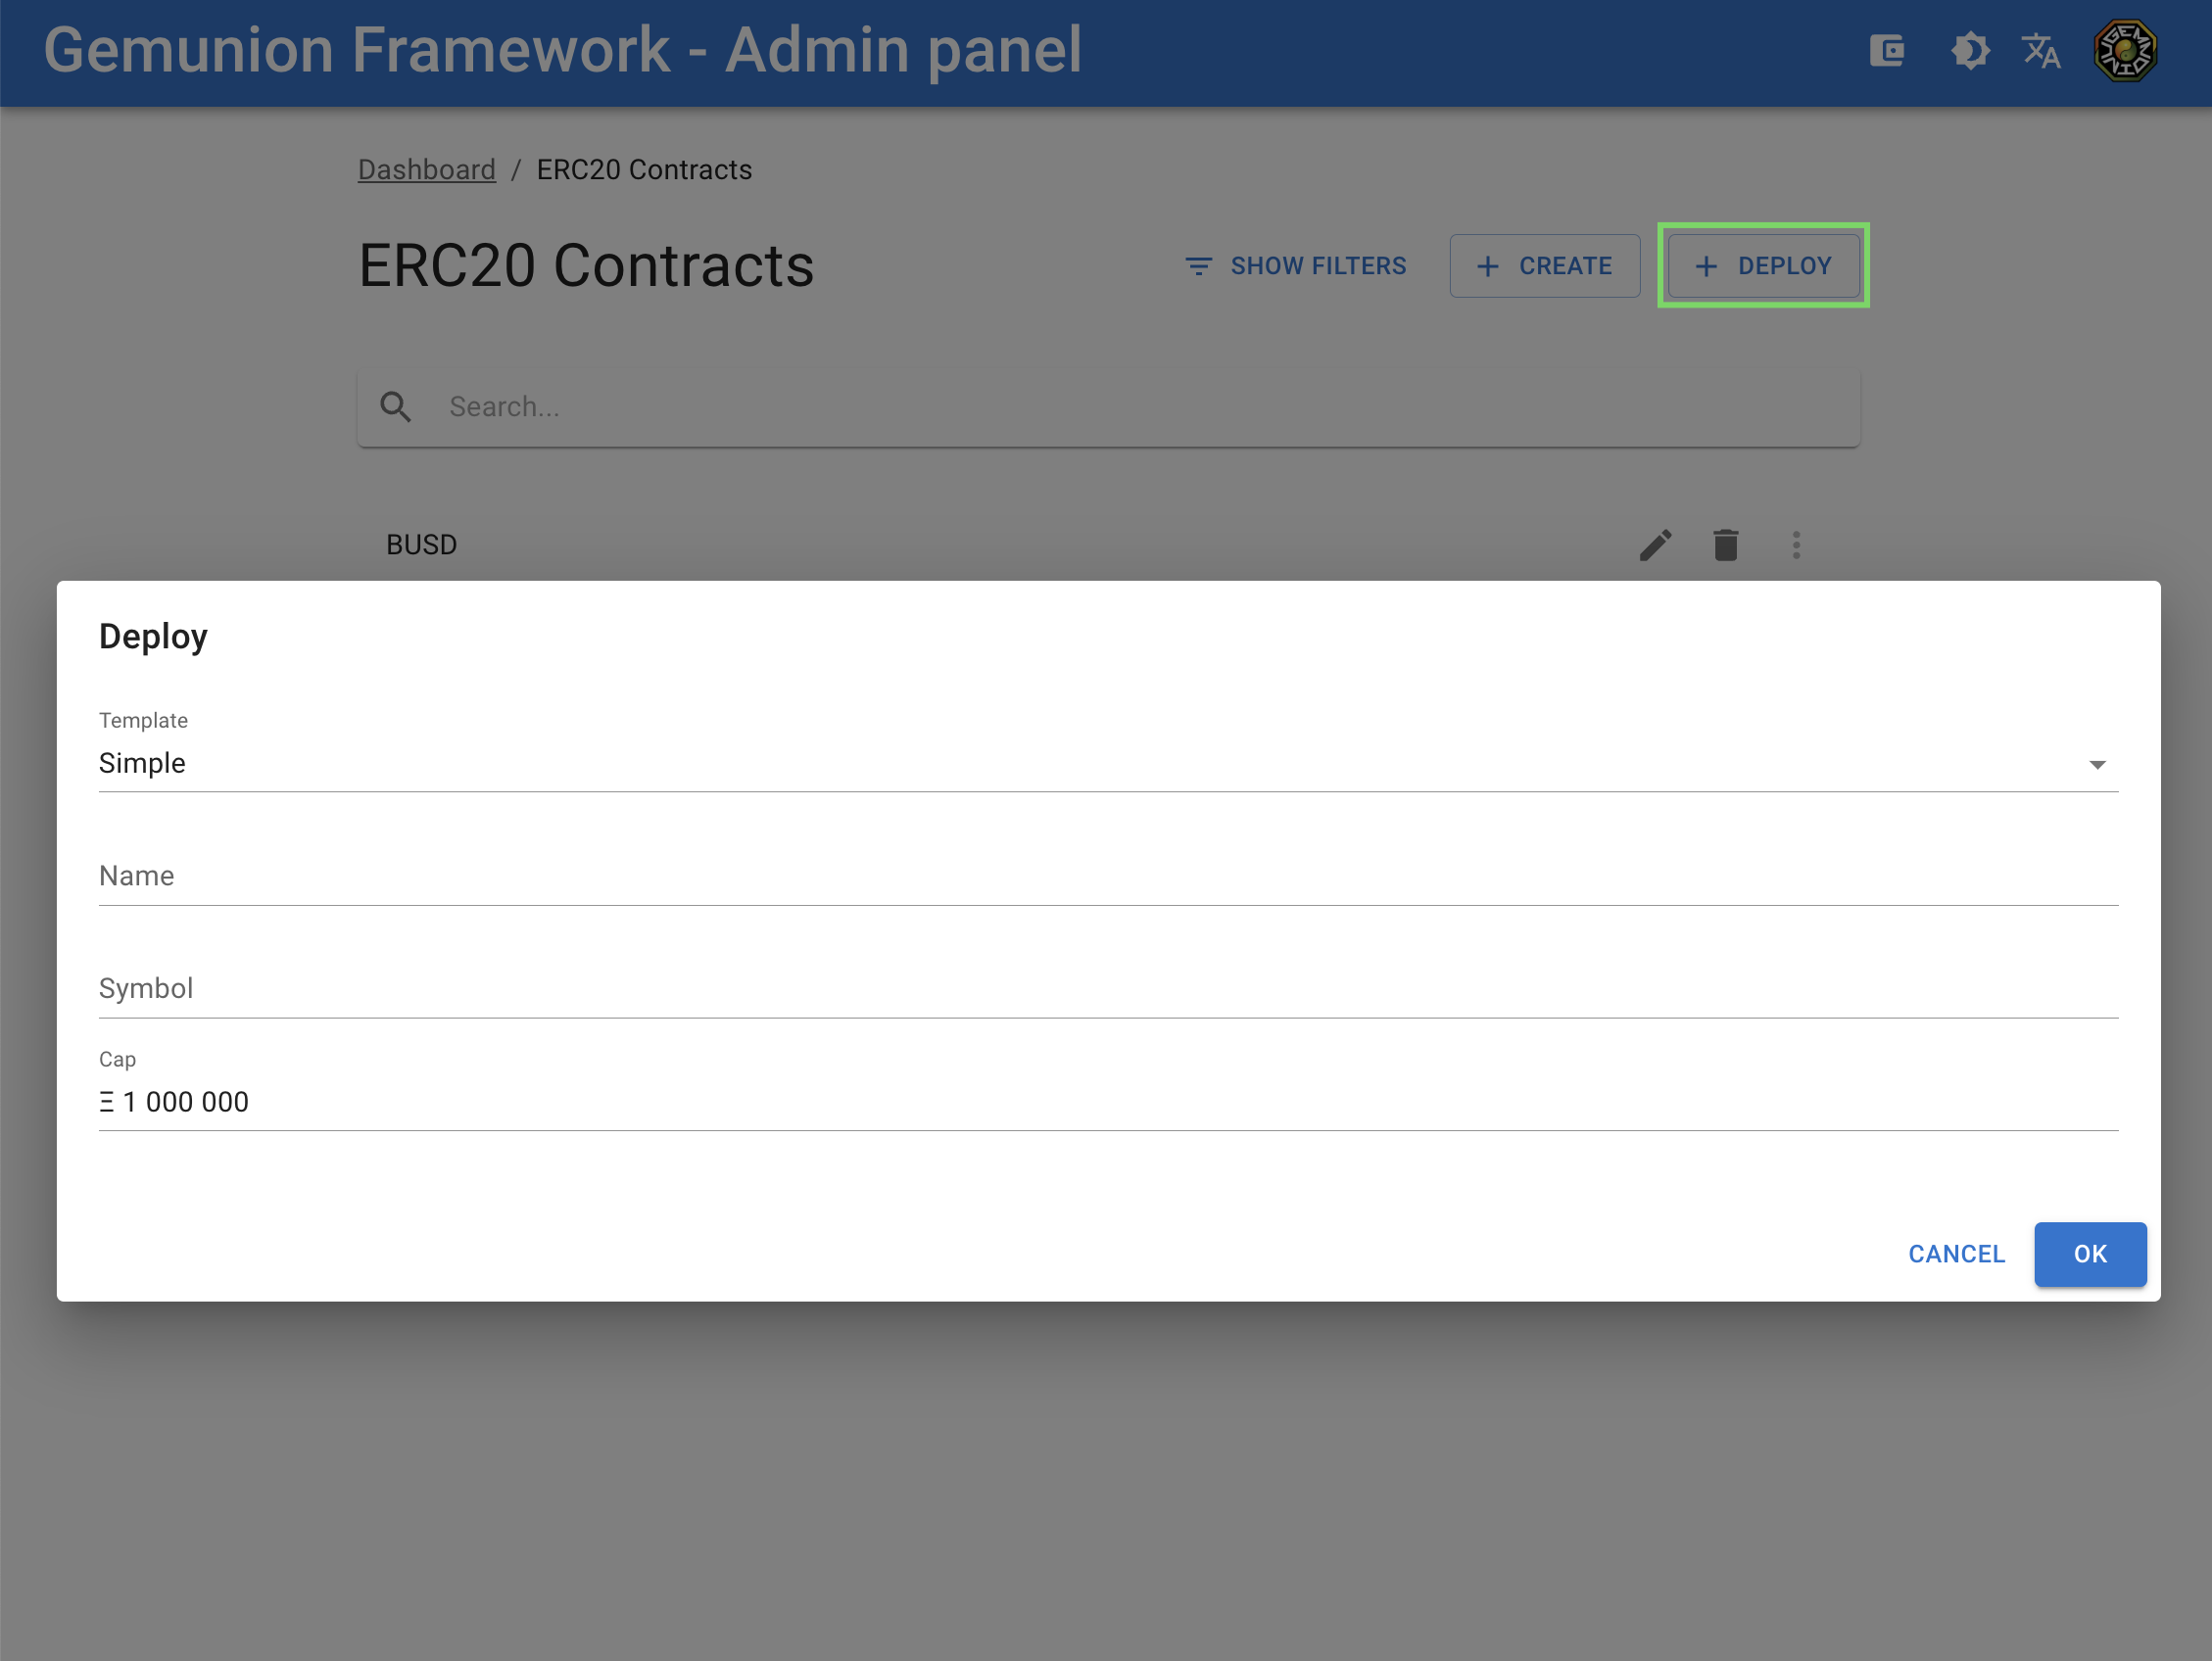 Gemunion Framework - Admin panel
Dashboard / ERC20 Contracts
ERC20 Contracts
SHOW FILTERS
+ CREATE
+ DEPLOY
Search...
BUSD
Deploy
Template
Simple
Name
Symbol
Cap
Ξ 1 000 000
CANCEL
OK